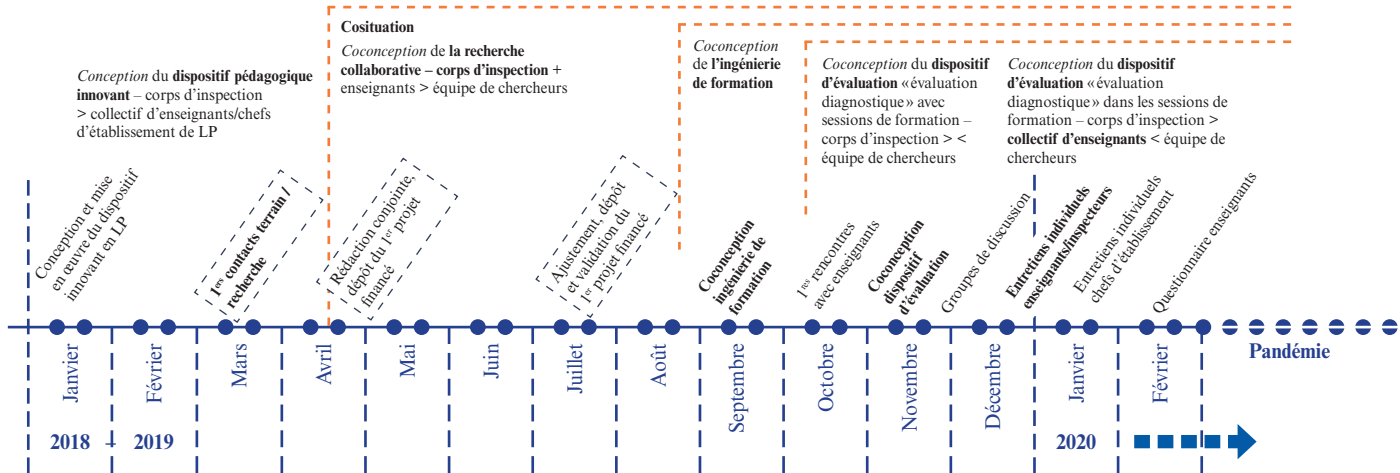 Conception du dispositif pédagogique
innovant – corps d'inspection
> collectif d'enseignants/chefs
d'établissement de LP
Cosituation
Coconception de la recherche
collaborative – corps d'inspection +
enseignants > équipe de chercheurs
Coconception
de l'ingénierie
de formation
Coconception du dispositif
d'évaluation « évaluation
diagnostique » avec
sessions de formation –
corps d'inspection > <
équipe de chercheurs
Coconception du dispositif
d'évaluation « évaluation
diagnostique » dans les sessions de
formation – corps d'inspection >
collectif d'enseignants < équipe de
chercheurs
Conception et mise
en œuvre du dispositif
innovant en LP
1ers contacts terrain /
recherche
Rédaction conjointe,
dépôt du 1er projet
financé
Ajustement, dépôt
et validation du
1er projet financé
Coconception
ingénierie de
formation
1res rencontres
avec enseignants
Coconception
dispositif
d'évaluation
Groupes de discussion
Entretiens individuels
enseignants/inspecteurs
Entretiens individuels
chefs d'établissement
Questionnaire enseignants
Janvier
Février
Mars
Avril
Mai
Juin
Juillet
Août
Septembre
Octobre
Novembre
Décembre
Janvier
Février
Pandémie
2018 – 2019
2020